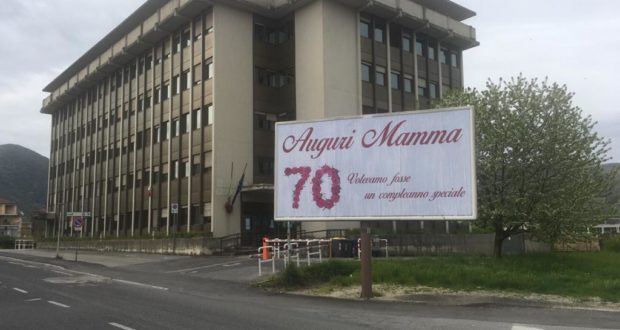 Auguri Mamma
70
Volevamo fosse
un compleanno speciale